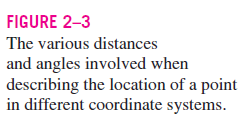 FIGURE 2–3
The various distances
and angles involved when
describing the location of a point
in different coordinate systems.